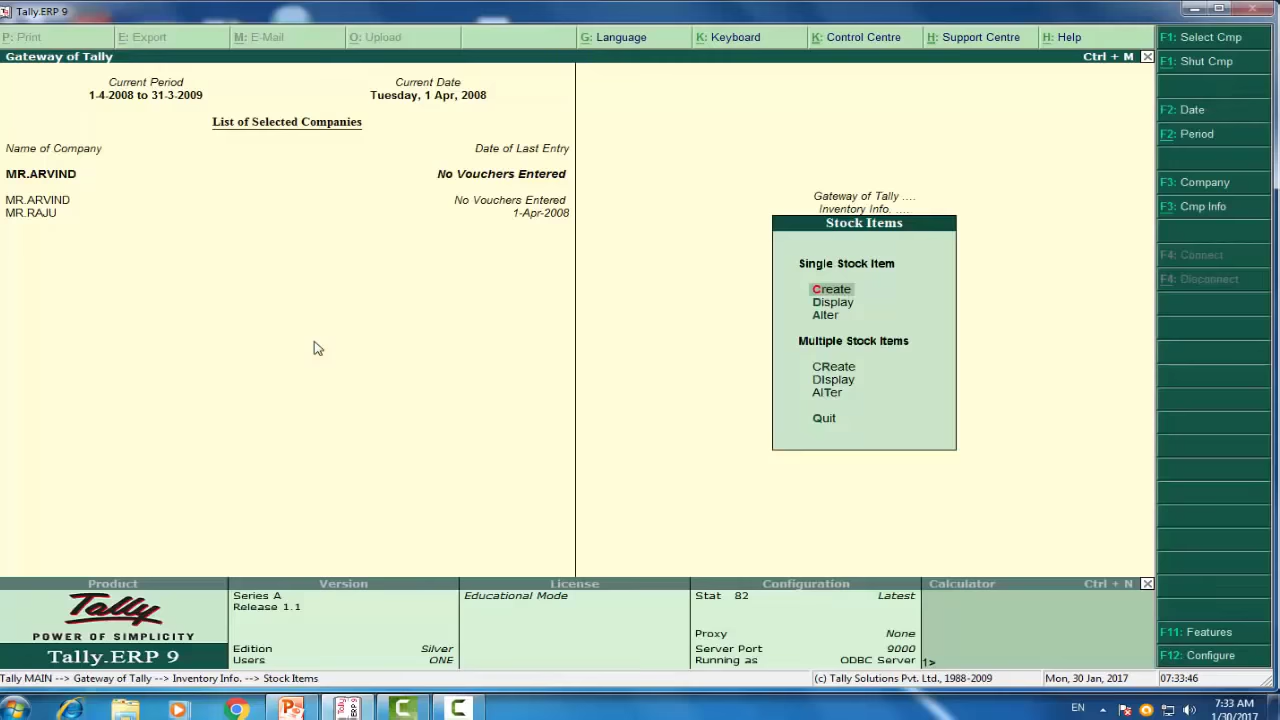 Tally.ERP 9
P: Print E: Export M: E-Mail O: Upload G: Language K: Keyboard K: Control Centre H: Support Centre H: Help
Gateway of Tally Ctrl + M
Current Period Current Date
1-4-2008 to 31-3-2009 Tuesday, 1 Apr, 2008
List of Selected Companies
Name of Company Date of Last Entry
MR.ARVIND No Vouchers Entered
MR.ARVIND No Vouchers Entered
MR.RAJU 1-Apr-2008
Gateway of Tally ....
Inventory Info. ....
Stock Items
Single Stock Item
Create
Display
Alter
Multiple Stock Items
CReate
DIsplay
AlTer
Quit
F1: Select Cmp
F1: Shut Cmp
F2: Date
F2: Period
F3: Company
F3: Cmp Info
F4: Connect
F4: Disconnect
F11: Features
F12: Configure
Product Version License Configuration Calculator Ctrl + N
Tally
POWER OF SIMPLICITY
Tally.ERP 9
Series A
Release 1.1
Edition Silver
Users ONE
Educational Mode
Stat 82 Latest
Proxy None
Server Port 9000
Running as ODBC Server
1>
Tally MAIN --> Gateway of Tally --> Inventory Info. --> Stock Items (c) Tally Solutions Pvt. Ltd., 1988-2009 Mon, 30 Jan, 2017 07:33:46
EN 7:33 AM
1/30/2017